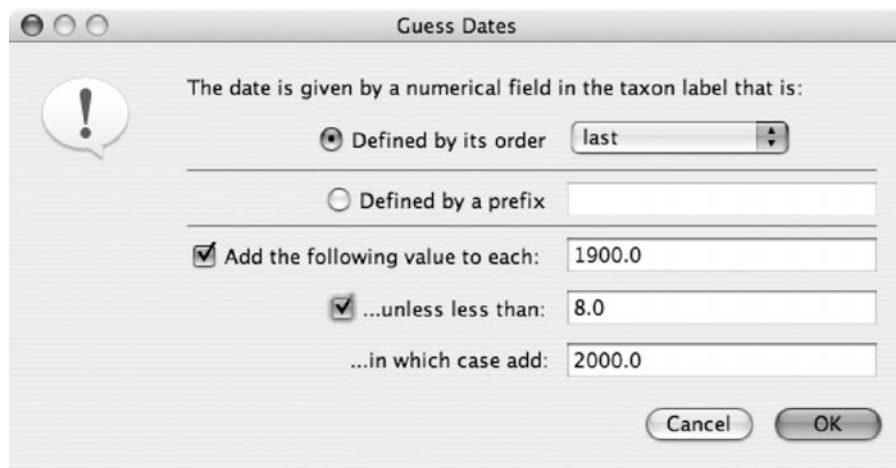 Guess Dates
The date is given by a numerical field in the taxon label that is:
Defined by its order last
Defined by a prefix
Add the following value to each: 1900.0
...unless less than: 8.0
...in which case add: 2000.0
Cancel OK